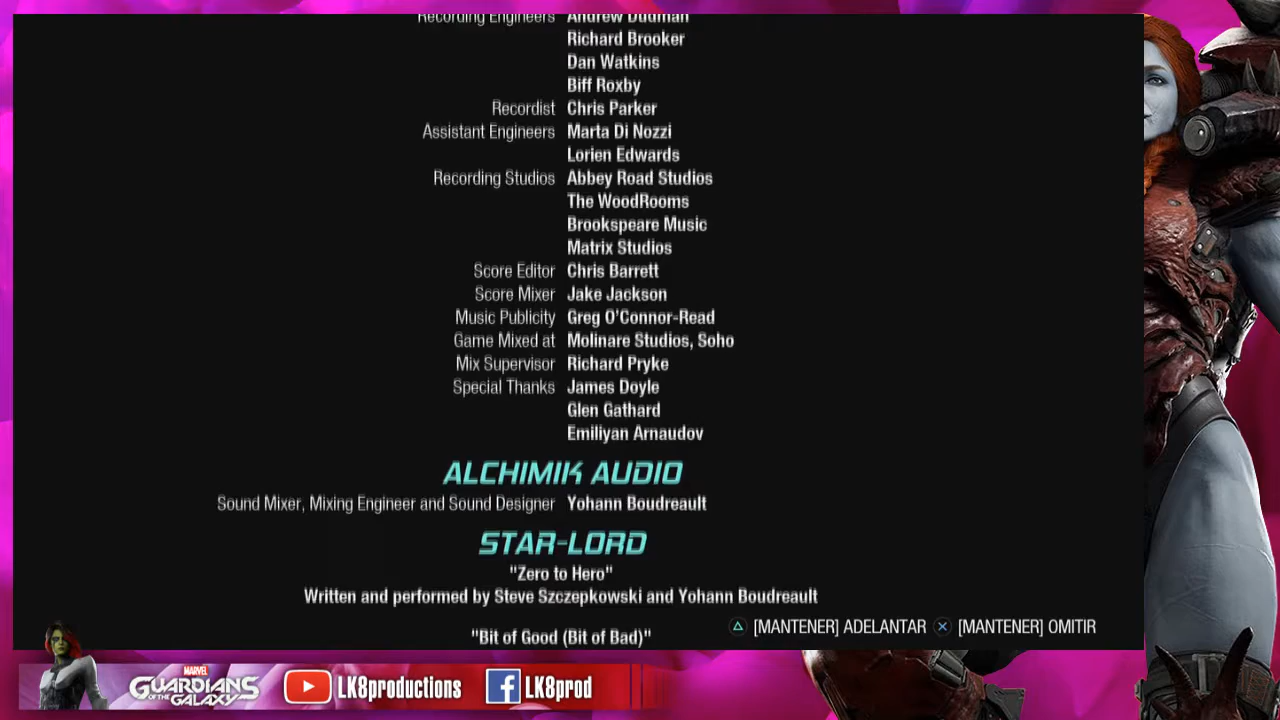 Recording Engineers Andrew Dudman
Richard Brooker
Dan Watkins
Biff Roxby
Recordist Chris Parker
Assistant Engineers Marta Di Nozzi
Lorien Edwards
Recording Studios Abbey Road Studios
The WoodRooms
Brookspeare Music
Matrix Studios
Score Editor Chris Barrett
Score Mixer Jake Jackson
Music Publicity Greg O'Connor-Read
Game Mixed at Molinare Studios, Soho
Mix Supervisor Richard Pryke
Special Thanks James Doyle
Glen Gathard
Emiliyan Arnaudov
ALCHIMIK AUDIO
Sound Mixer, Mixing Engineer and Sound Designer Yohann Boudreault
STAR-LORD
"Zero to Hero"
Written and performed by Steve Szczepkowski and Yohann Boudreault
"Bit of Good (Bit of Bad)"
[MANTENER] ADELANTAR [MANTENER] OMITIR
MARVEL
GUARDIANS
OF THE
GALAXY
LK8productions
LK8prod